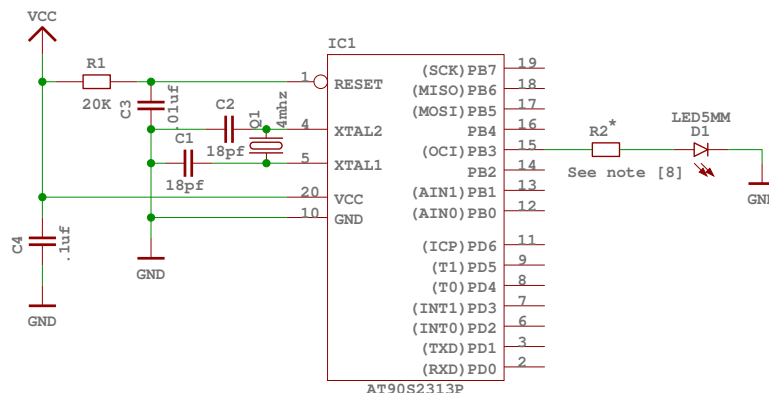 VCC
IC1
R1
20K
C3
.01uf
C2
18pf
Q1
4mhz
C1
18pf
1
4
5
20
10
RESET
XTAL2
XTAL1
VCC
GND
(SCK)PB7 19
(MISO)PB6 18
(MOSI)PB5 17
PB4 16
(OCI)PB3 15
PB2 14
(AIN1)PB1 13
(AIN0)PB0 12
(ICP)PD6 11
(T1)PD5 9
(T0)PD4 8
(INT1)PD3 7
(INT0)PD2 6
(TXD)PD1 3
(RXD)PD0 2
AT90S2313P
R2*
See note [8]
LED5MM
D1
GND
C4
.1uf
GND
GND